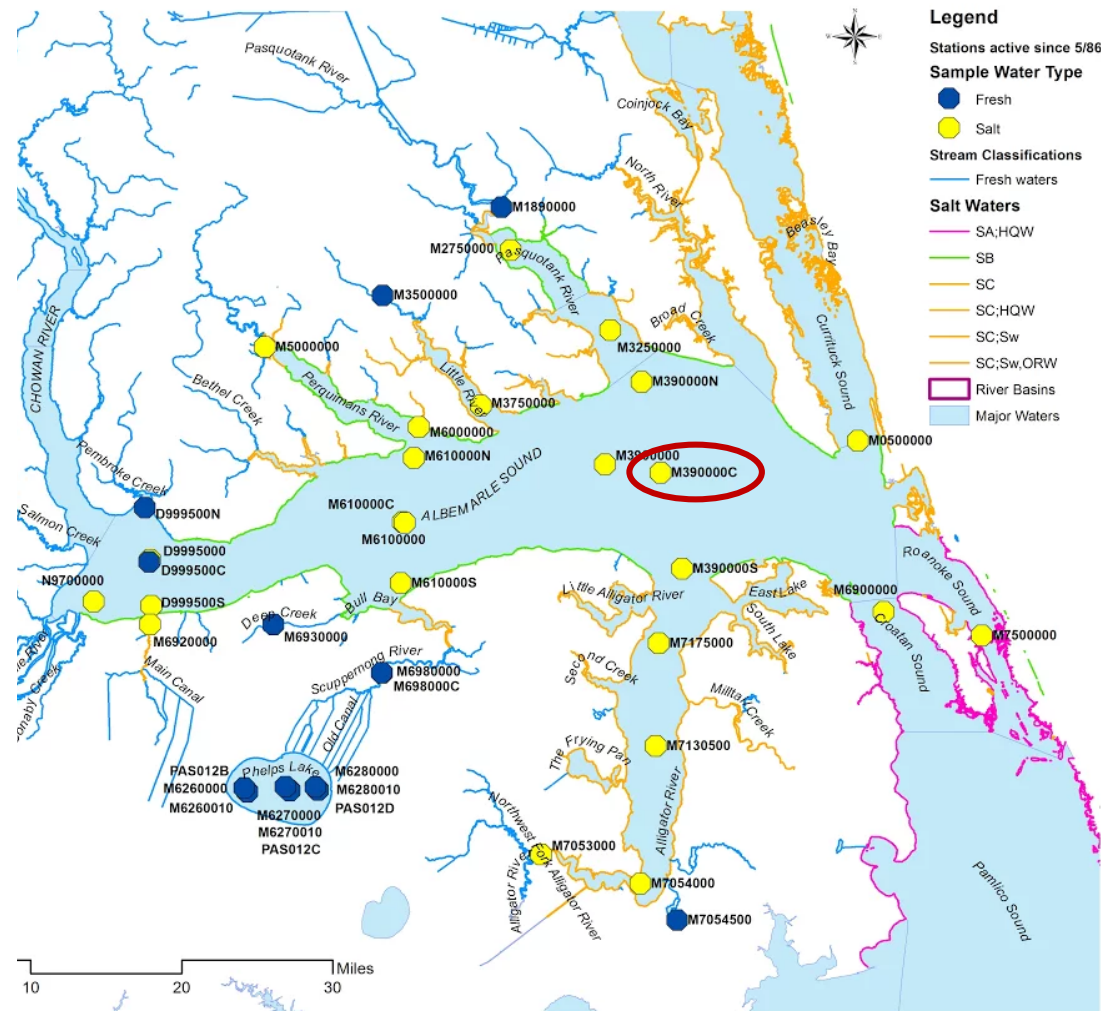 Legend
Stations active since 5/86
Sample Water Type
Fresh
Salt
Stream Classifications
Fresh waters
Salt Waters
SA;HQW
SB
SC
SC;HQW
SC;Sw
SC;Sw,ORW
River Basins
Major Waters
Pasquotank River
Coinjock Bay
North River
M1890000
Beasley Bay
M2750000
Pasquotank River
M3500000
Broad Creek
M3250000
Currituck Sound
CHOWAN RIVER
M5000000
Bethel Creek
Perquimans River
Little River
M390000N
M3750000
M6000000
M0500000
M610000N
M3900000
M390000C
Pembroke Creek
ALBEMARLE SOUND
M610000C
M6100000
Salmon Creek
D999500N
D9995000
D999500C
N9700000
M390000S
M610000S
Roanoke Sound
Little Alligator River
East Lake
M6900000
D999500S
Bull Bay
Deep Creek
M6930000
M6920000
South Lake
Croatan Sound
M7500000
M7175000
Main Canal
Scuppernong River
M6980000
M698000C
Second Creek
Milltail Creek
Old Canal
The Frying Pan
M7130500
PAS012B
Phelps Lake
M6280000
M6260000
M6280010
M6260010
PAS012D
M6270000
M6270010
PAS012C
Northwest Fork Alligator River
Alligator River
M7053000
Alligator River
M7054000
M7054500
Pamlico Sound
Miles
10
20
30